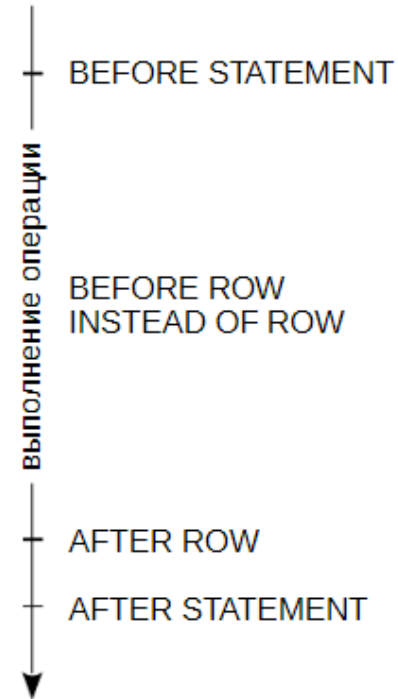 BEFORE STATEMENT
выполнение операции
BEFORE ROW
INSTEAD OF ROW
AFTER ROW
AFTER STATEMENT